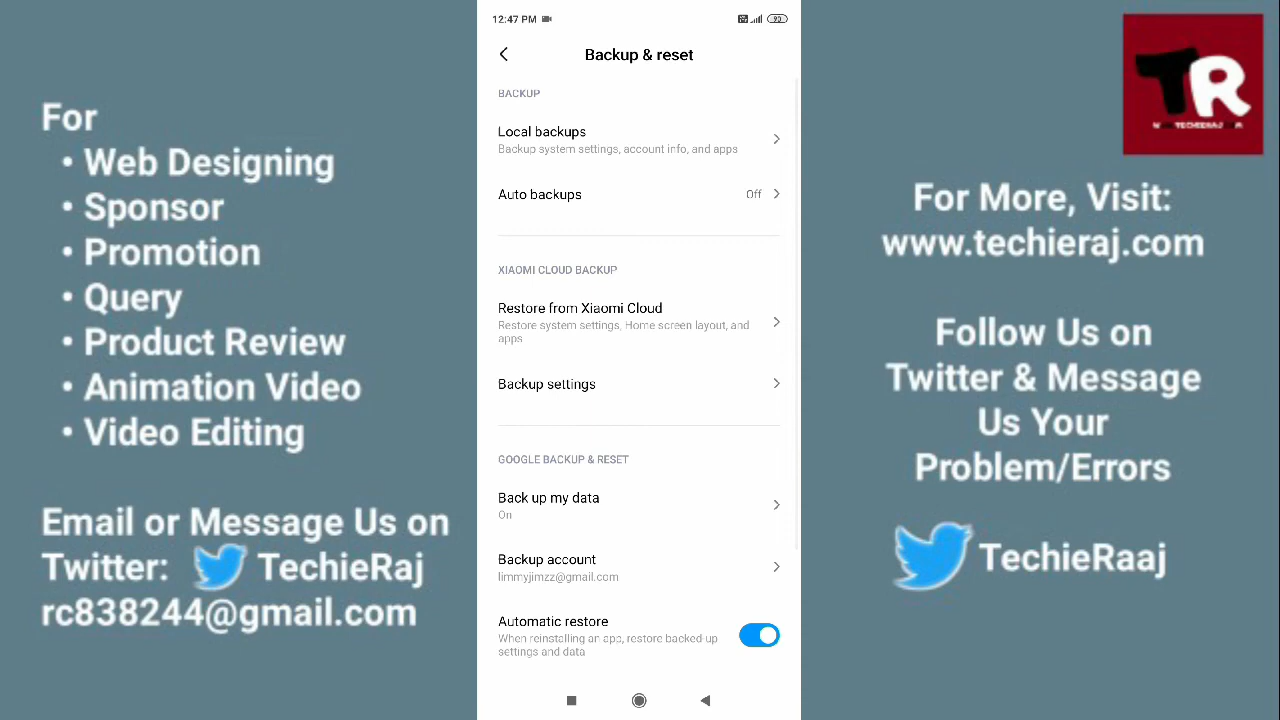 For
• Web Designing
• Sponsor
• Promotion
• Query
• Product Review
• Animation Video
• Video Editing
Email or Message Us on
Twitter: TechieRaj
rc838244@gmail.com
12:47 PM
90
Backup & reset
BACKUP
Local backups
Backup system settings, account info, and apps
Auto backups
Off
XIAOMI CLOUD BACKUP
Restore from Xiaomi Cloud
Restore system settings, Home screen layout, and
apps
Backup settings
GOOGLE BACKUP & RESET
Back up my data
On
Backup account
limmyjimzz@gmail.com
Automatic restore
When reinstalling an app, restore backed-up
settings and data
TR
For More, Visit:
www.techieraj.com
Follow Us on
Twitter & Message
Us Your
Problem/Errors
TechieRaaj